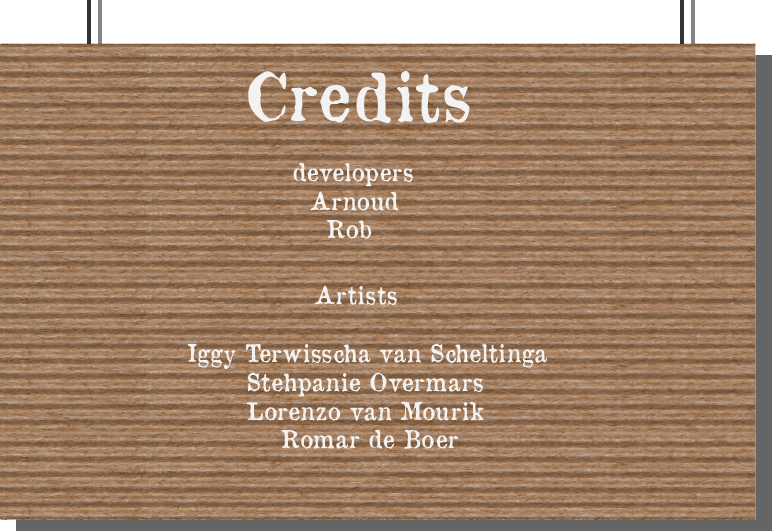 Credits
developers
Arnoud
Rob
Artists
Iggy Terwisscha van Scheltinga
Stehpanie Overmars
Lorenzo van Mourik
Romar de Boer